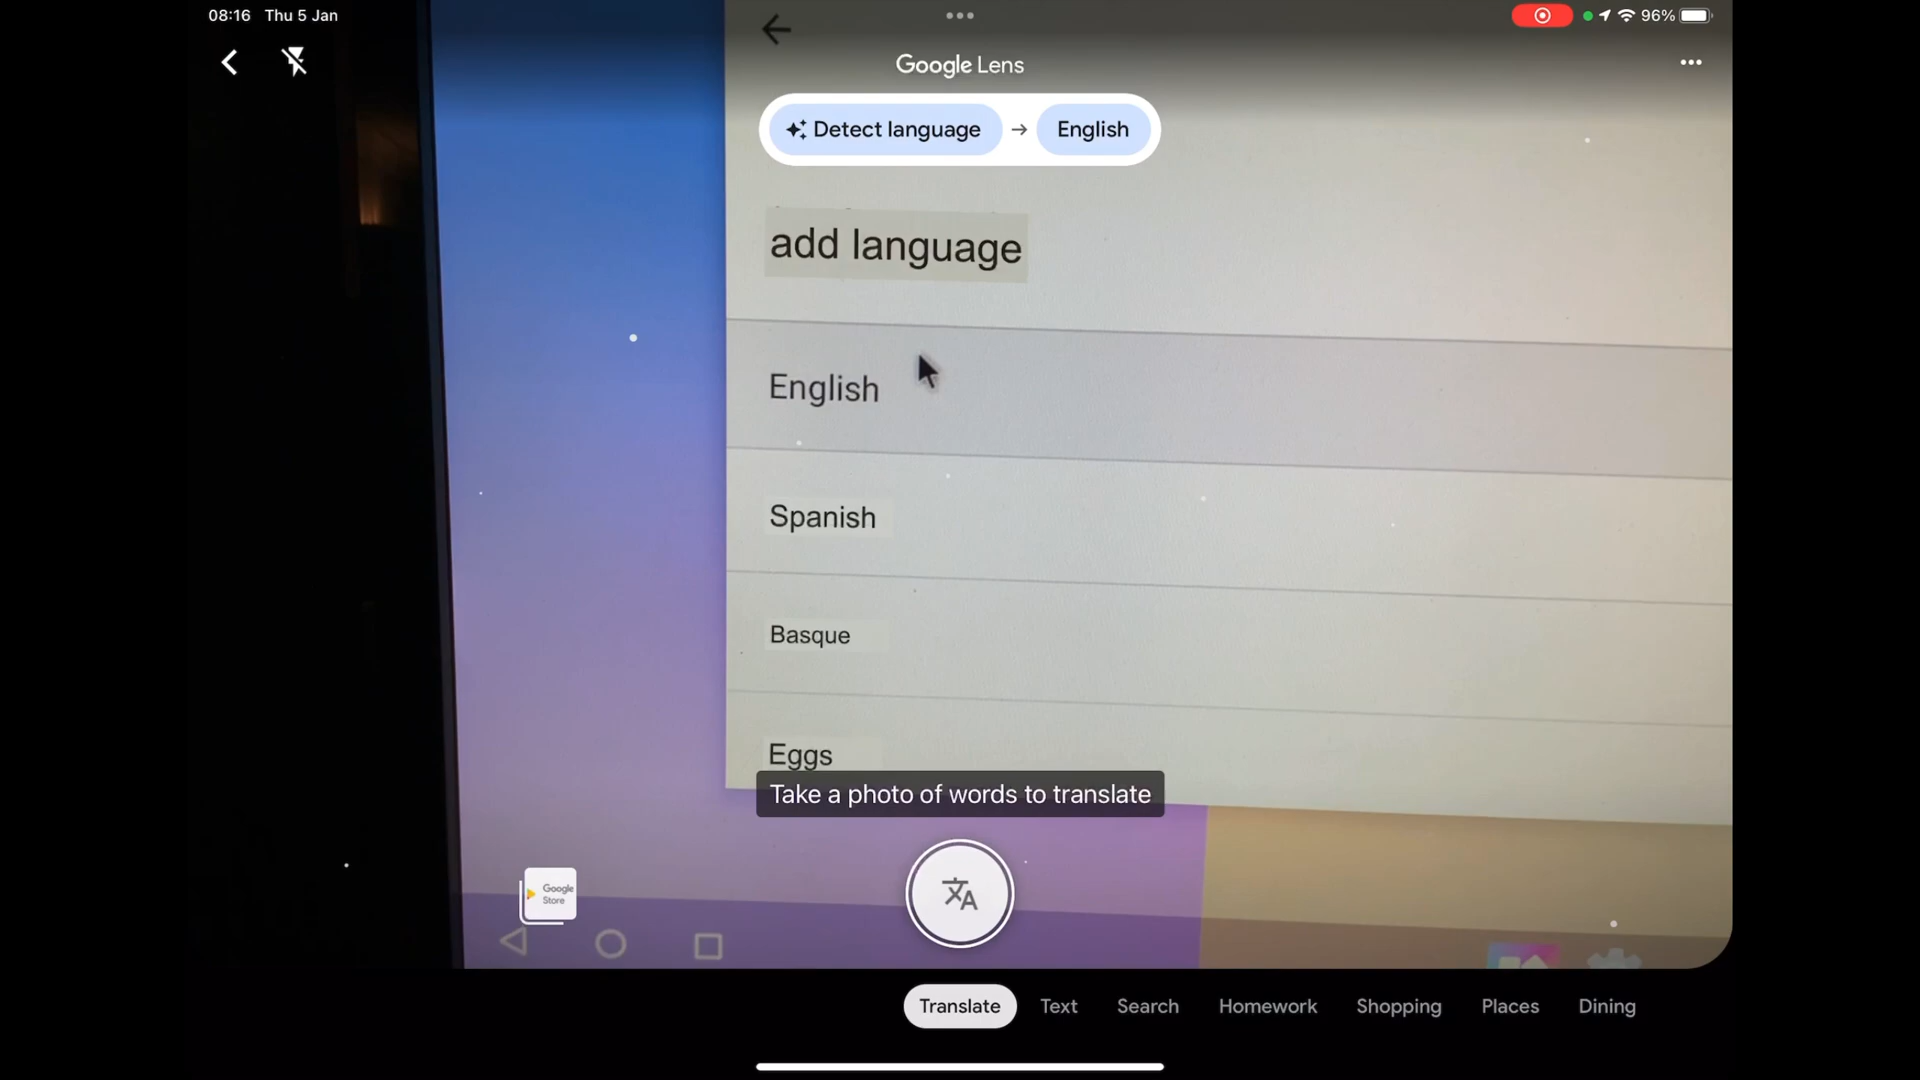 08:16 Thu 5 Jan
96%
Google Lens
Detect language → English
add language
English
Spanish
Basque
Eggs
Take a photo of words to translate
Google
Store
Translate Text Search Homework Shopping Places Dining